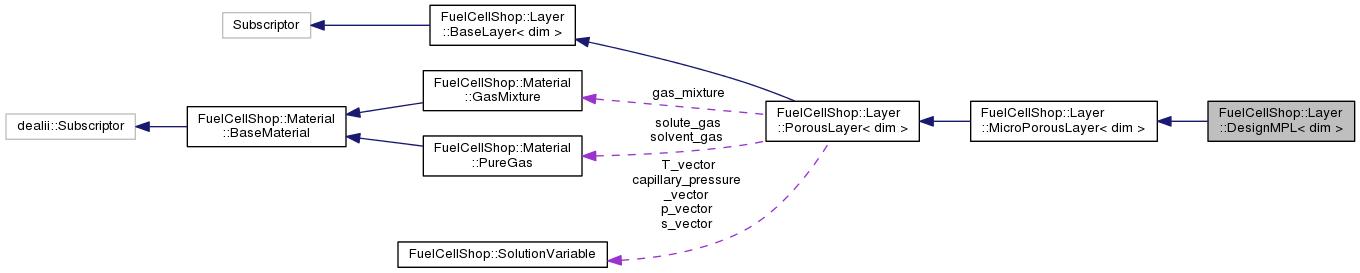 Subscriptor
FuelCellShop::Layer
::BaseLayer< dim >
FuelCellShop::Material
::GasMixture
dealii::Subscriptor
FuelCellShop::Material
::BaseMaterial
FuelCellShop::Material
::PureGas
gas_mixture
solute_gas
solvent_gas
T_vector
capillary_pressure
_vector
p_vector
s_vector
FuelCellShop::SolutionVariable
FuelCellShop::Layer
::PorousLayer< dim >
FuelCellShop::Layer
::MicroPorousLayer< dim >
FuelCellShop::Layer
::DesignMPL< dim >